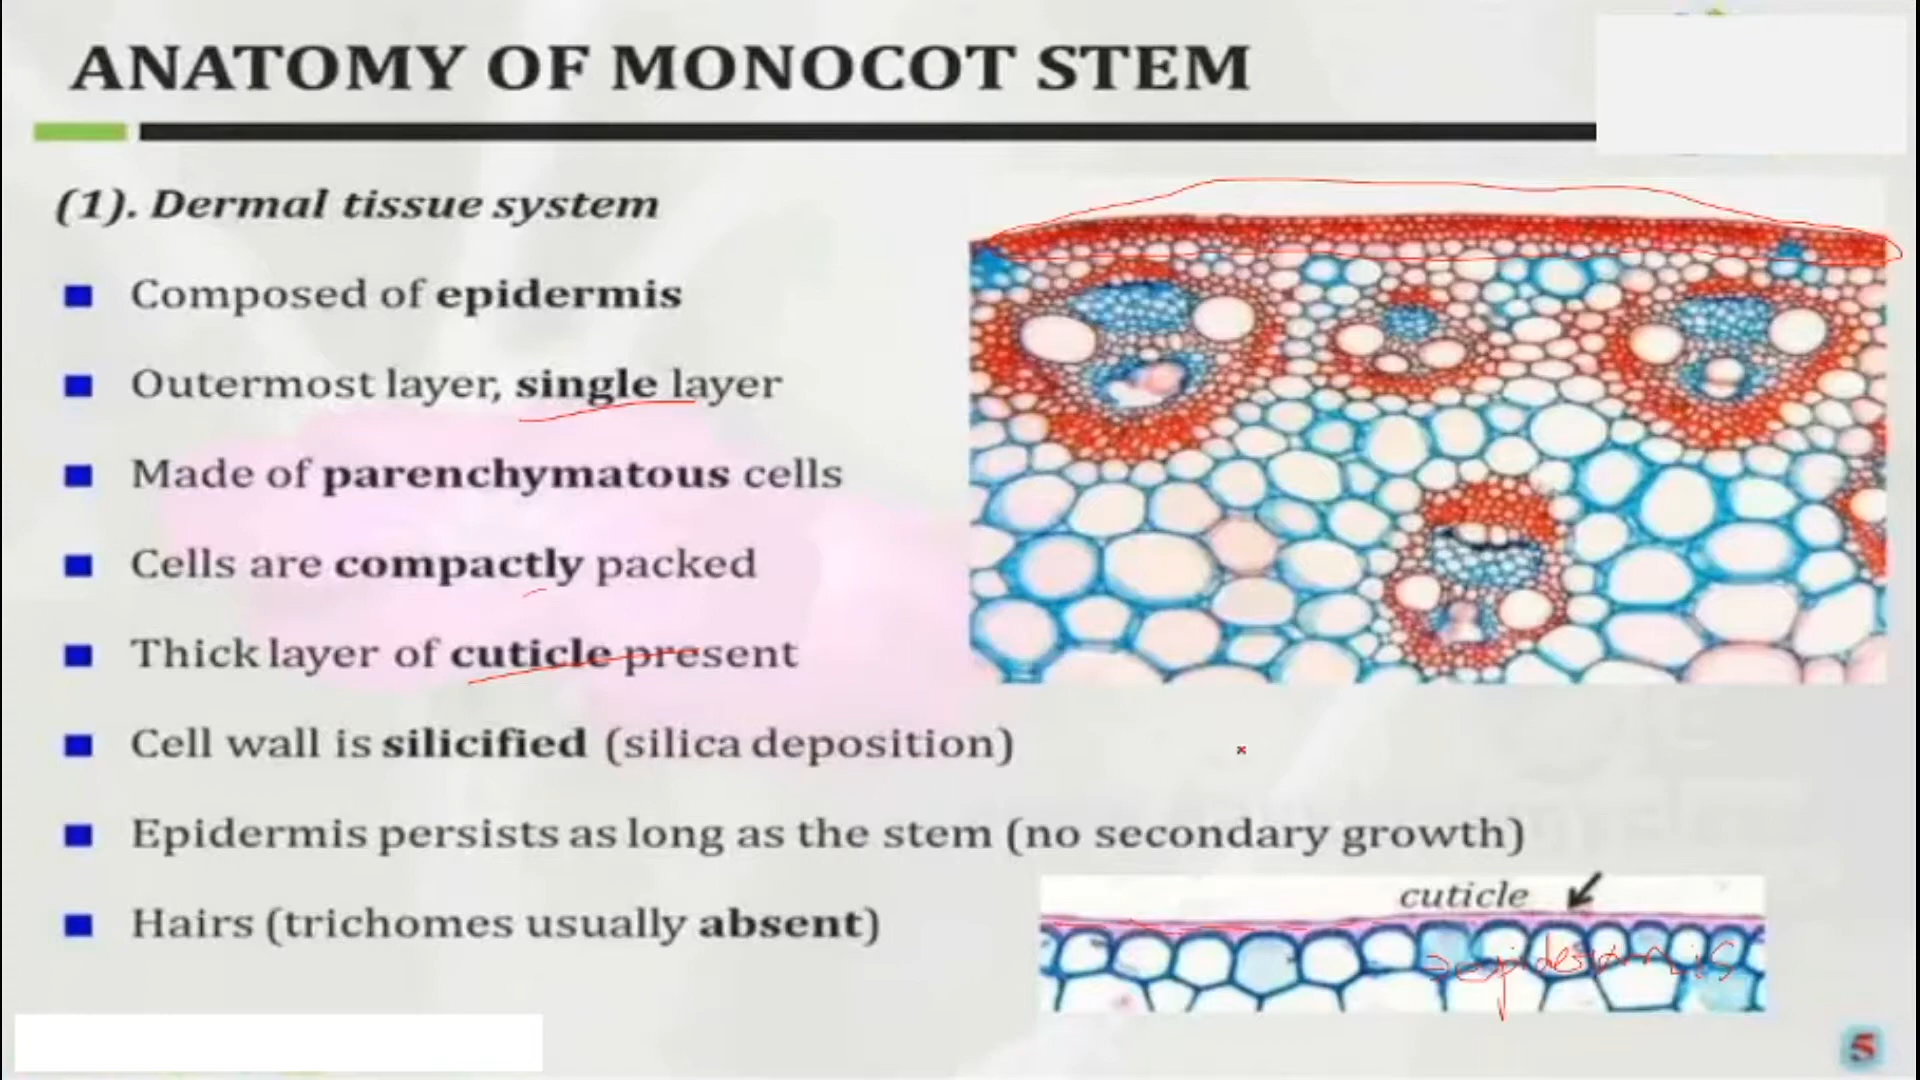 ANATOMY OF MONOCOT STEM
(1). Dermal tissue system
Composed of epidermis
Outermost layer, single layer
Made of parenchymatous cells
Cells are compactly packed
Thick layer of cuticle present
Cell wall is silicified (silica deposition)
Epidermis persists as long as the stem (no secondary growth)
Hairs (trichomes usually absent)
cuticle
epidermis
5